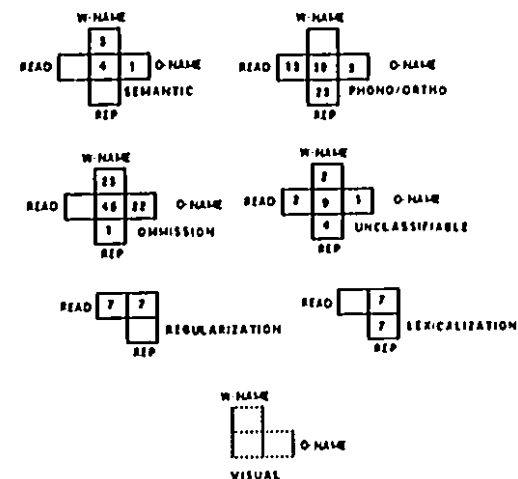 W-NAME
3
READ 4 1 O-NAME
SEMANTIC
REP
W-NAME
READ 13 39 3 O-NAME
23 PHONO/ORTHO
REP
W-NAME
23
READ 46 22 O-NAME
1 OMMISSION
REP
W-NAME
2
READ 2 9 1 O-NAME
4 UNCLASSIFIABLE
REP
READ 7 7
REGULARIZATION
REP
READ 7
7 LEXICALIZATION
REP
W-NAME
O-NAME
VISUAL